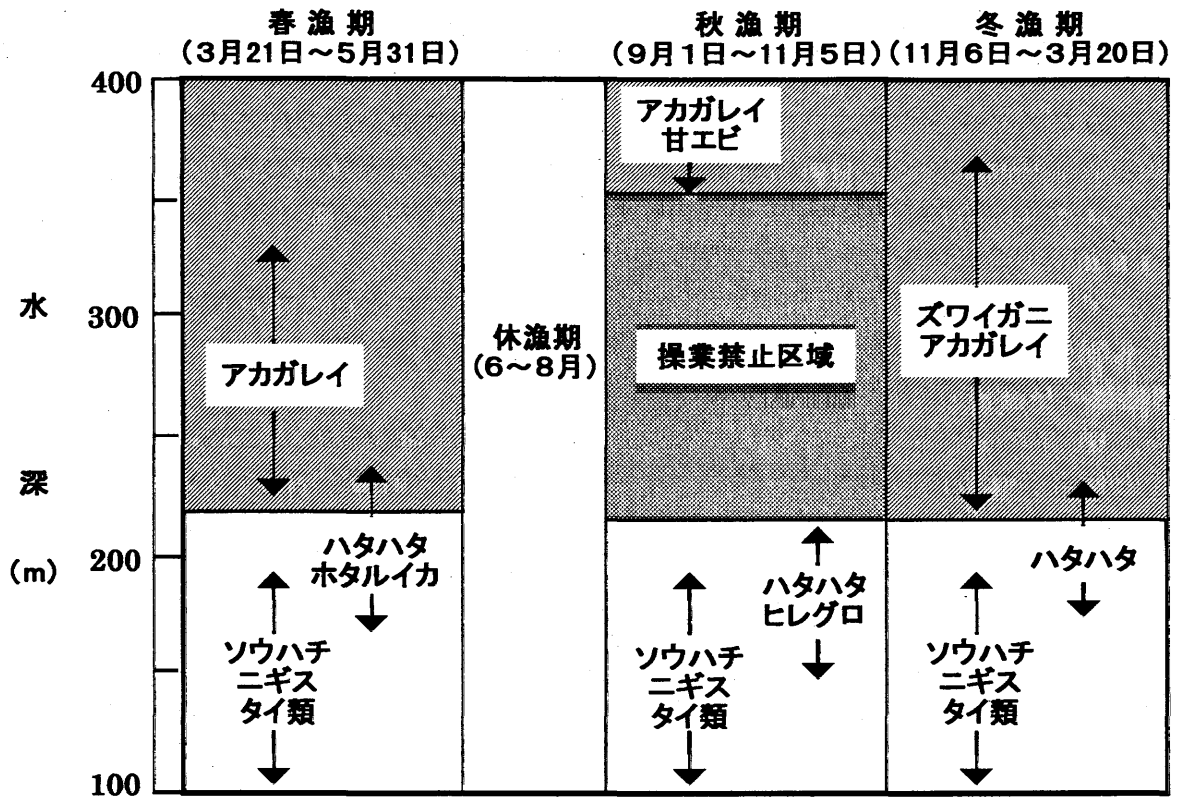 春漁期
(3月21日～5月31日)
秋漁期
(9月1日～11月5日)
冬漁期
(11月6日～3月20日)
水
深
(m)
400
300
200
100
アカガレイ
ハタハタ
ホタルイカ
ソウハチ
ニギス
タイ類
休漁期
(6～8月)
アカガレイ
甘エビ
操業禁止区域
ハタハタ
ヒレグロ
ソウハチ
ニギス
タイ類
ズワイガニ
アカガレイ
ハタハタ
ソウハチ
ニギス
タイ類